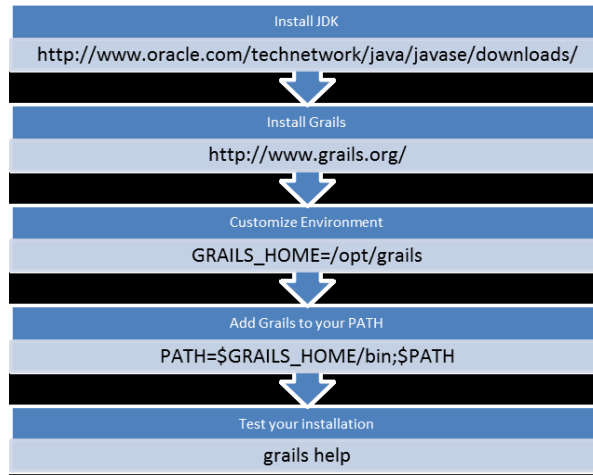 Install JDK
http://www.oracle.com/technetwork/java/javase/downloads/
Install Grails
http://www.grails.org/
Customize Environment
GRAILS_HOME=/opt/grails
Add Grails to your PATH
PATH=$GRAILS_HOME/bin;$PATH
Test your installation
grails help